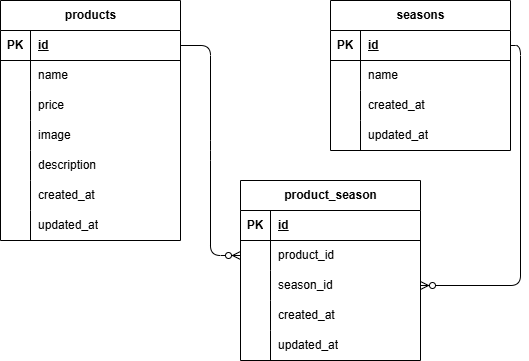 products
PK id
name
price
image
description
created_at
updated_at
seasons
PK id
name
created_at
updated_at
product_season
PK id
product_id
season_id
created_at
updated_at